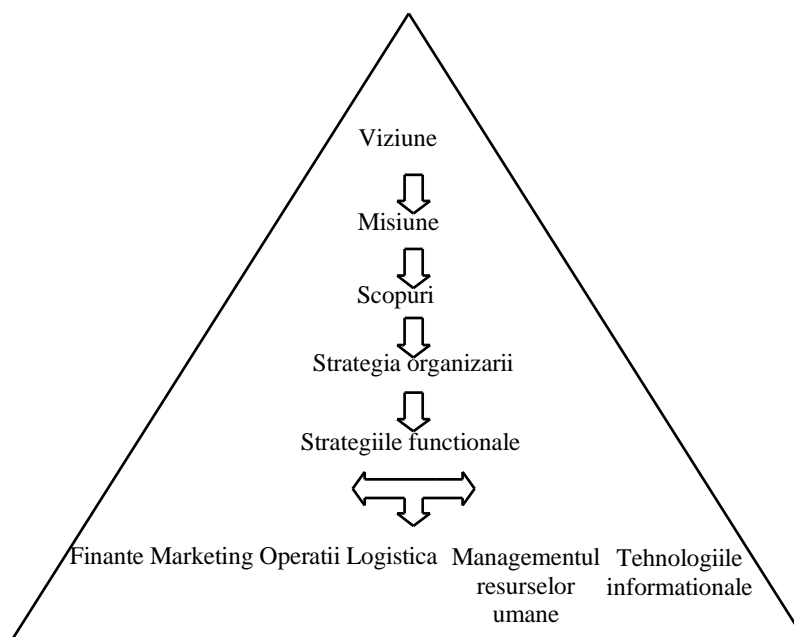 Viziune
Misiune
Scopuri
Strategia organizarii
Strategiile functionale
Finante Marketing Operatii Logistica
Managementul
resurselor
umane
Tehnologiile
informationale